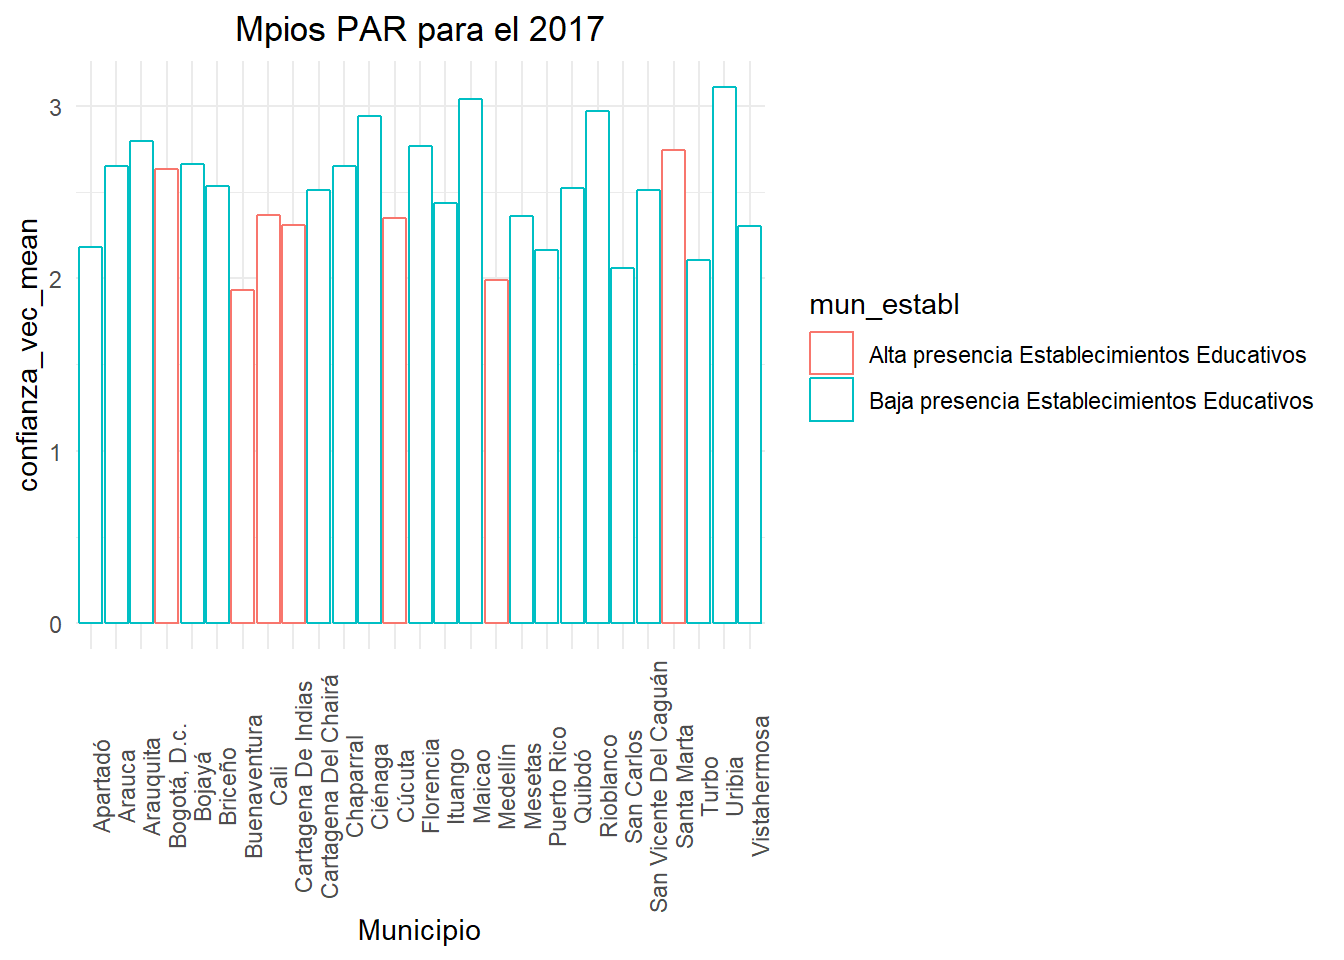 Mpios PAR para el 2017
confianza_vec_mean
3
2
1
0
Apartadó
Arauca
Arauquita
Bogotá, D.c.
Bojayá
Briceño
Buenaventura
Cali
Cartagena De Indias
Cartagena Del Chairá
Chaparral
Ciénaga
Cúcuta
Florencia
Ituango
Maicao
Medellín
Mesetas
Puerto Rico
Quibdó
Rioblanco
San Carlos
San Vicente Del Caguán
Santa Marta
Turbo
Uribia
Vistahermosa
Municipio
mun_establ
Alta presencia Establecimientos Educativos
Baja presencia Establecimientos Educativos